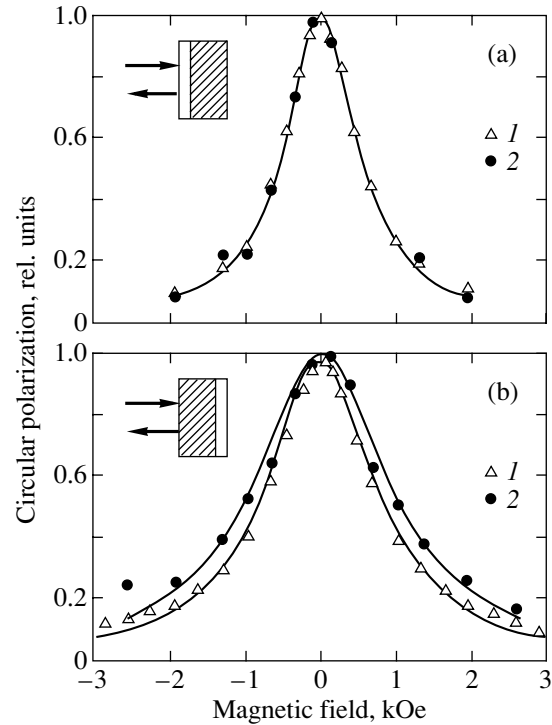 1.0
(a)
1
0.6
2
0.2
0
1.0
(b)
1
0.6
2
0.2
0
−3 −2 −1 0 1 2 3
Magnetic field, kOe
Circular polarization, rel. units